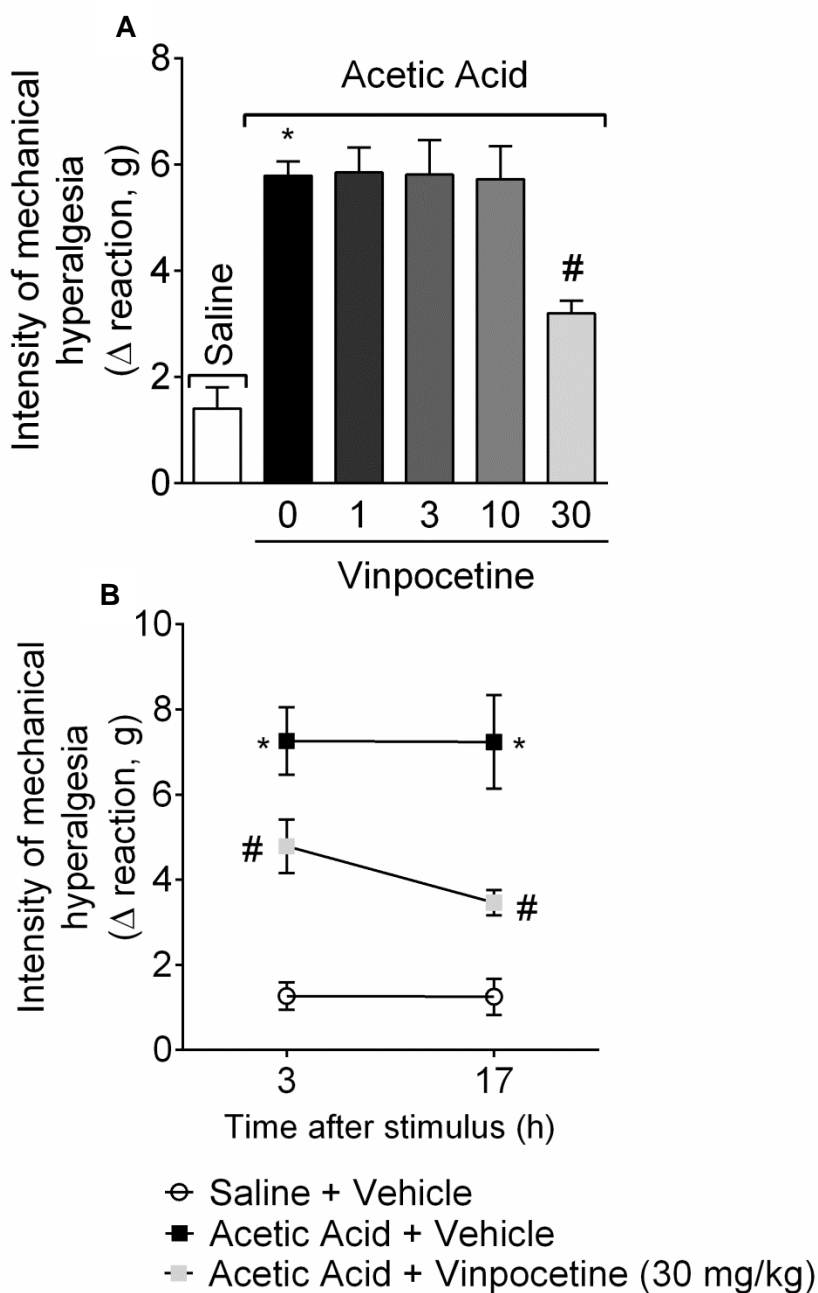 A
Intensity of mechanical
hyperalgesia
(Δ reaction, g)
8
6
4
2
0
Acetic Acid
Saline
*
#
0 1 3 10 30
Vinpocetine
B
Intensity of mechanical
hyperalgesia
(Δ reaction, g)
10
8
6
4
2
0
* *
# #
3 17
Time after stimulus (h)
Saline + Vehicle
Acetic Acid + Vehicle
Acetic Acid + Vinpocetine (30 mg/kg)